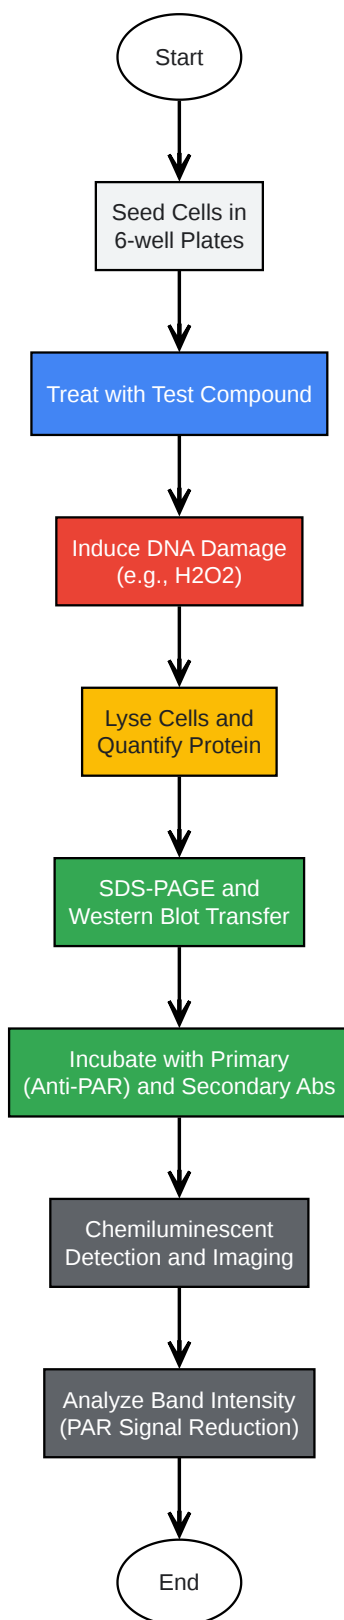 Start
Seed Cells in
6-well Plates
Treat with Test Compound
Induce DNA Damage
(e.g., H2O2)
Lyse Cells and
Quantify Protein
SDS-PAGE and
Western Blot Transfer
Incubate with Primary
(Anti-PAR) and Secondary Abs
Chemiluminescent
Detection and Imaging
Analyze Band Intensity
(PAR Signal Reduction)
End